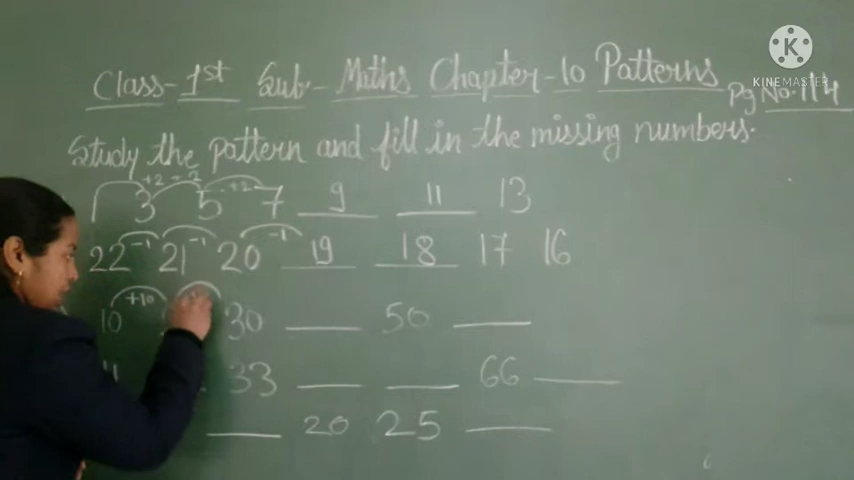 KINEMASTER
Class-1st Sub- Maths Chapter-10 Patterns
Pg No. 114
Study the pattern and fill in the missing numbers.
+2 +2
1 3 5 7 9 11 13
-1 -1 -1
22 21 20 19 18 17 16
+10
10 30 ___ 50 ___
33 ___ ___ 66 ___
___ 20 25 ___